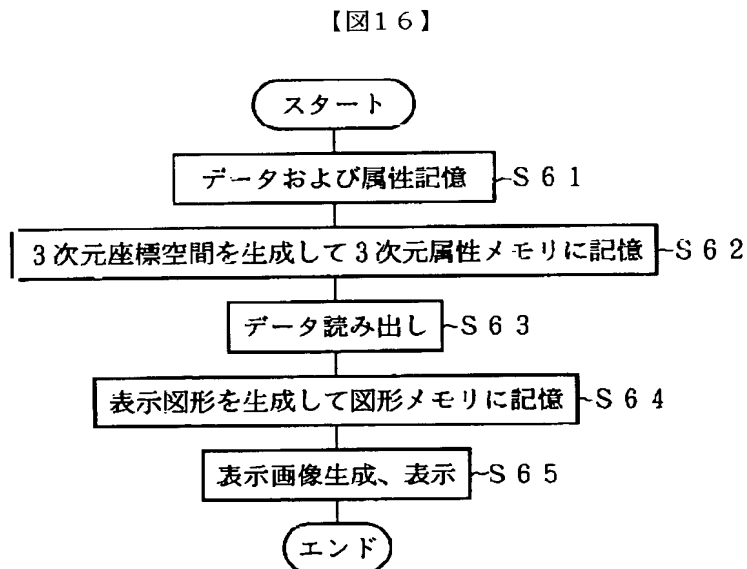 【図16】
スタート
データおよび属性記憶 ~S61
3次元座標空間を生成して3次元属性メモリに記憶 ~S62
データ読み出し ~S63
表示図形を生成して図形メモリに記憶 ~S64
表示画像生成、表示 ~S65
エンド